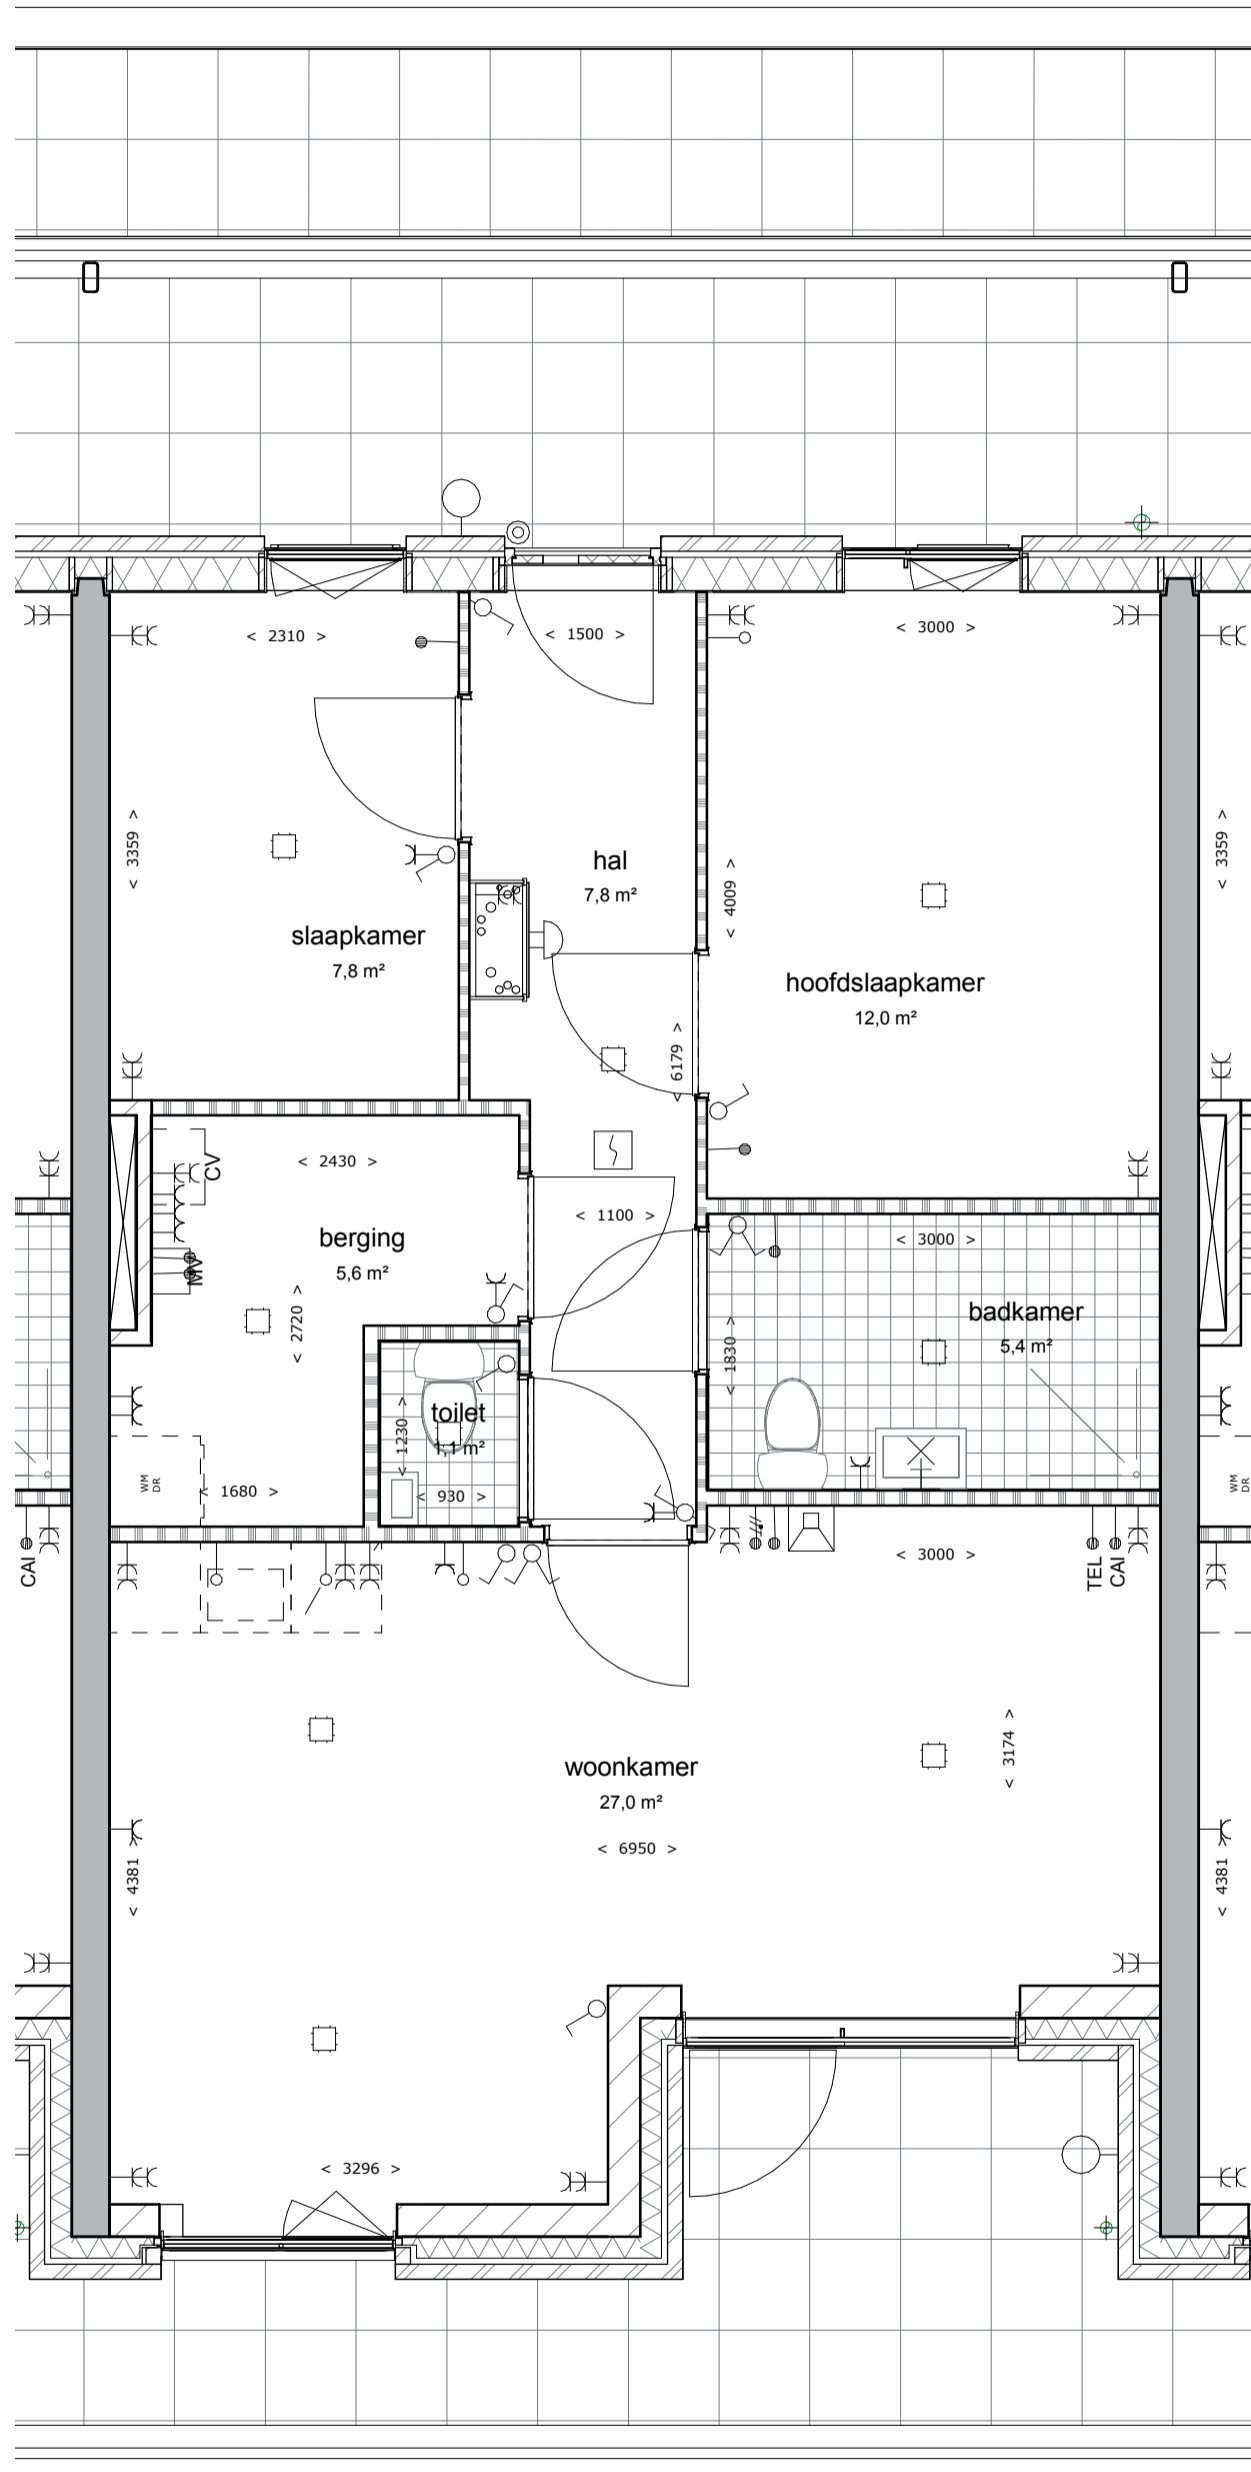 < 2310 >
< 1500 >
< 3000 >
< 3359 >
< 3359 >
hal
7,8 m²
< 4009 >
slaapkamer
7,8 m²
hoofdslaapkamer
12,0 m²
< 6179 >
< 2430 >
CV
< 1100 >
berging
5,6 m²
< 3000 >
MV
badkamer
5,4 m²
< 2720 >
< 1830 >
toilet
1,1 m²
< 1230 >
WM
DR
< 1680 >
< 930 >
WM
DR
CAI
< 3000 >
TEL
CAI
woonkamer
27,0 m²
< 3174 >
< 6950 >
< 4381 >
< 4381 >
< 3296 >